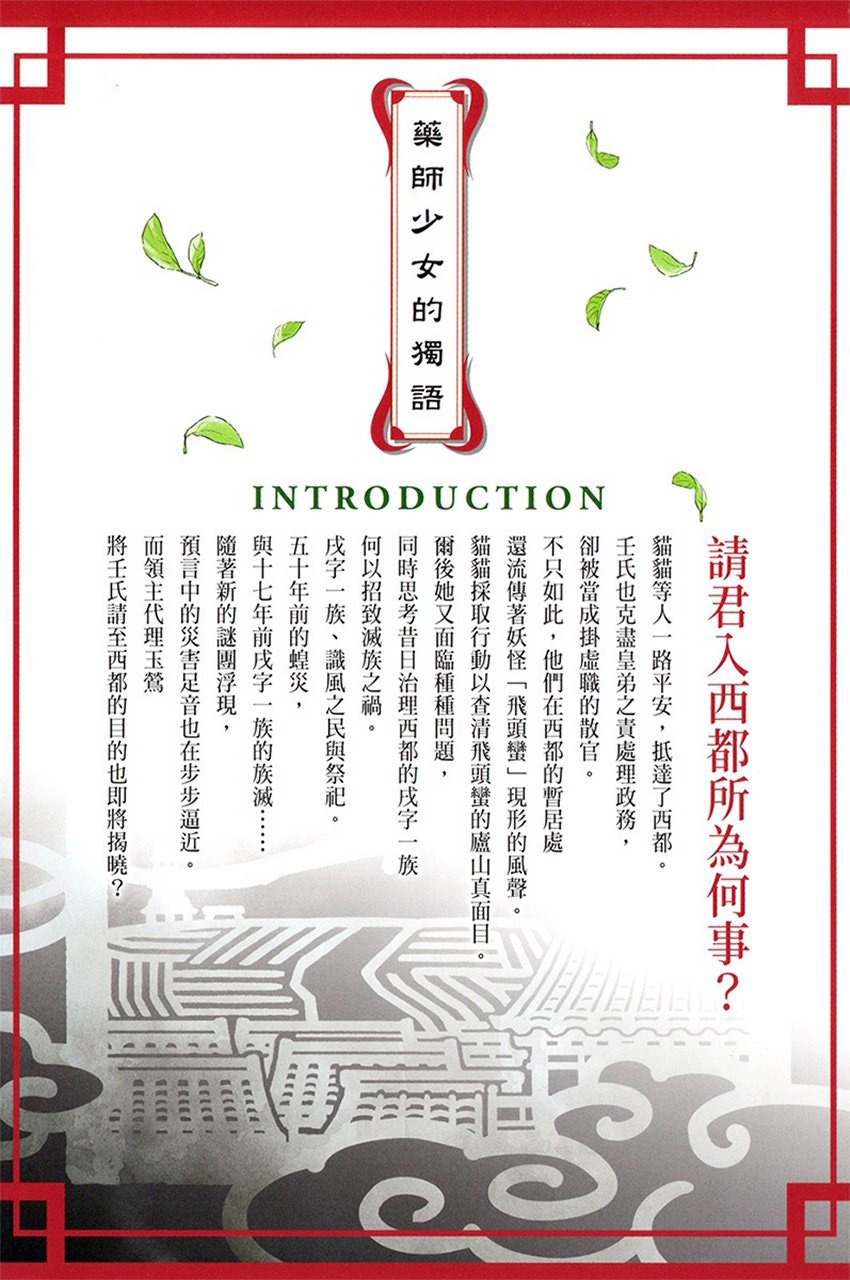 藥師少女的獨語
INTRODUCTION
請君入西都所為何事？
貓貓等人一路平安，抵達了西都。
壬氏也克盡皇弟之責處理政務，
卻被當成掛虛職的散官。
不只如此，他們在西都的暫居處
還流傳著妖怪「飛頭蠻」現形的風聲。
貓貓採取行動以查清飛頭蠻的廬山真面目。
爾後她又面臨種種問題，
同時思考昔日治理西都的戌字一族
何以招致滅族之禍。
戌字一族、識風之民與祭祀。
五十年前的蝗災，
與十七年前戌字一族的族滅……
隨著新的謎團浮現，
預言中的災害足音也在步步逼近。
而領主代理玉鶯
將壬氏請至西都的目的也即將揭曉？